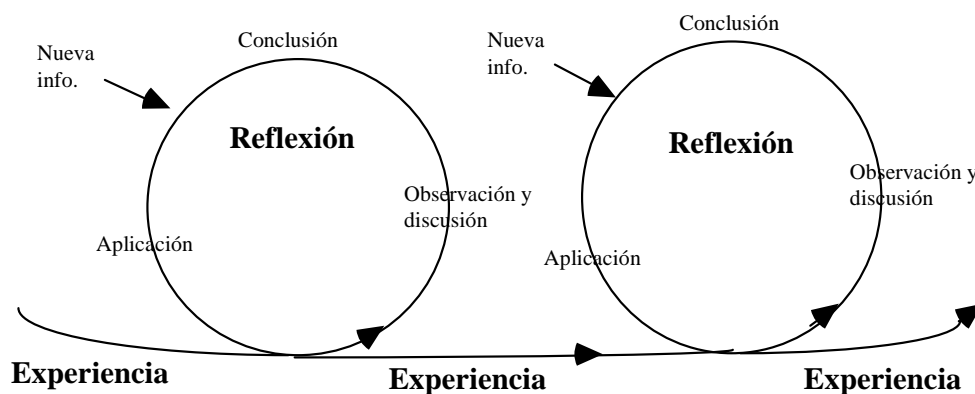 Conclusión
Nueva
info.
Reflexión
Observación y
discusión
Aplicación
Experiencia
Conclusión
Nueva
info.
Reflexión
Observación y
discusión
Aplicación
Experiencia
Experiencia